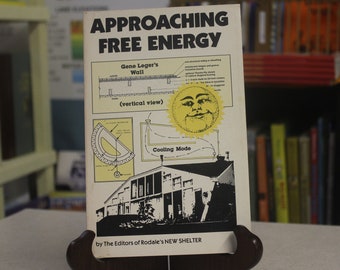 APPROACHING
FREE ENERGY
Gene Leger's
Wall
(vertical view)
Cooling Mode
by The Editors of Rodale's NEW SHELTER